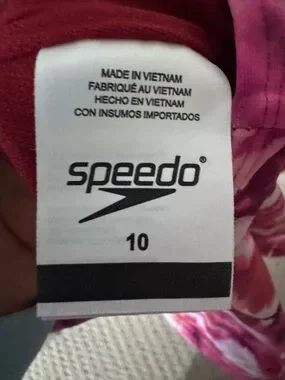 MADE IN VIETNAM
FABRIQUÉ AU VIETNAM
HECHO EN VIETNAM
CON INSUMOS IMPORTADOS
speedo®
10